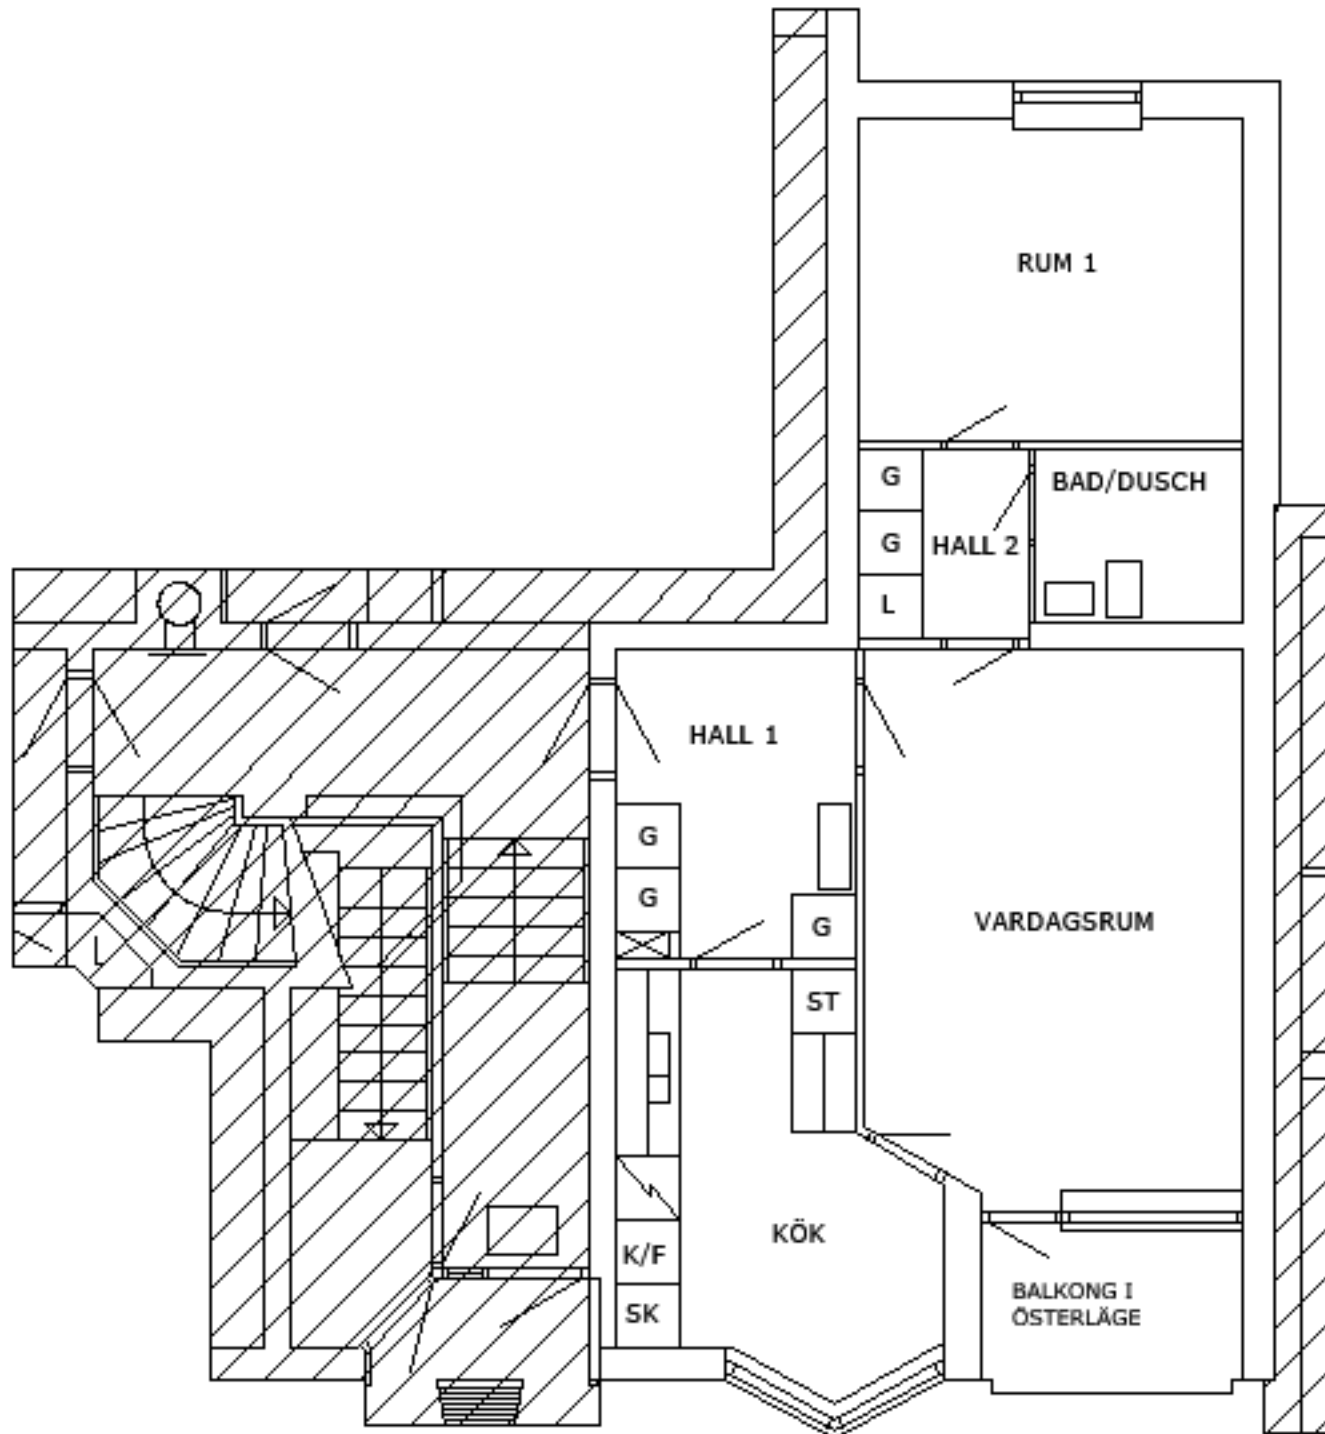 RUM 1
G
BAD/DUSCH
G
HALL 2
L
HALL 1
G
G
G
VARDAGSRUM
L
ST
KÖK
K/F
SK
BALKONG I
ÖSTERLÄGE